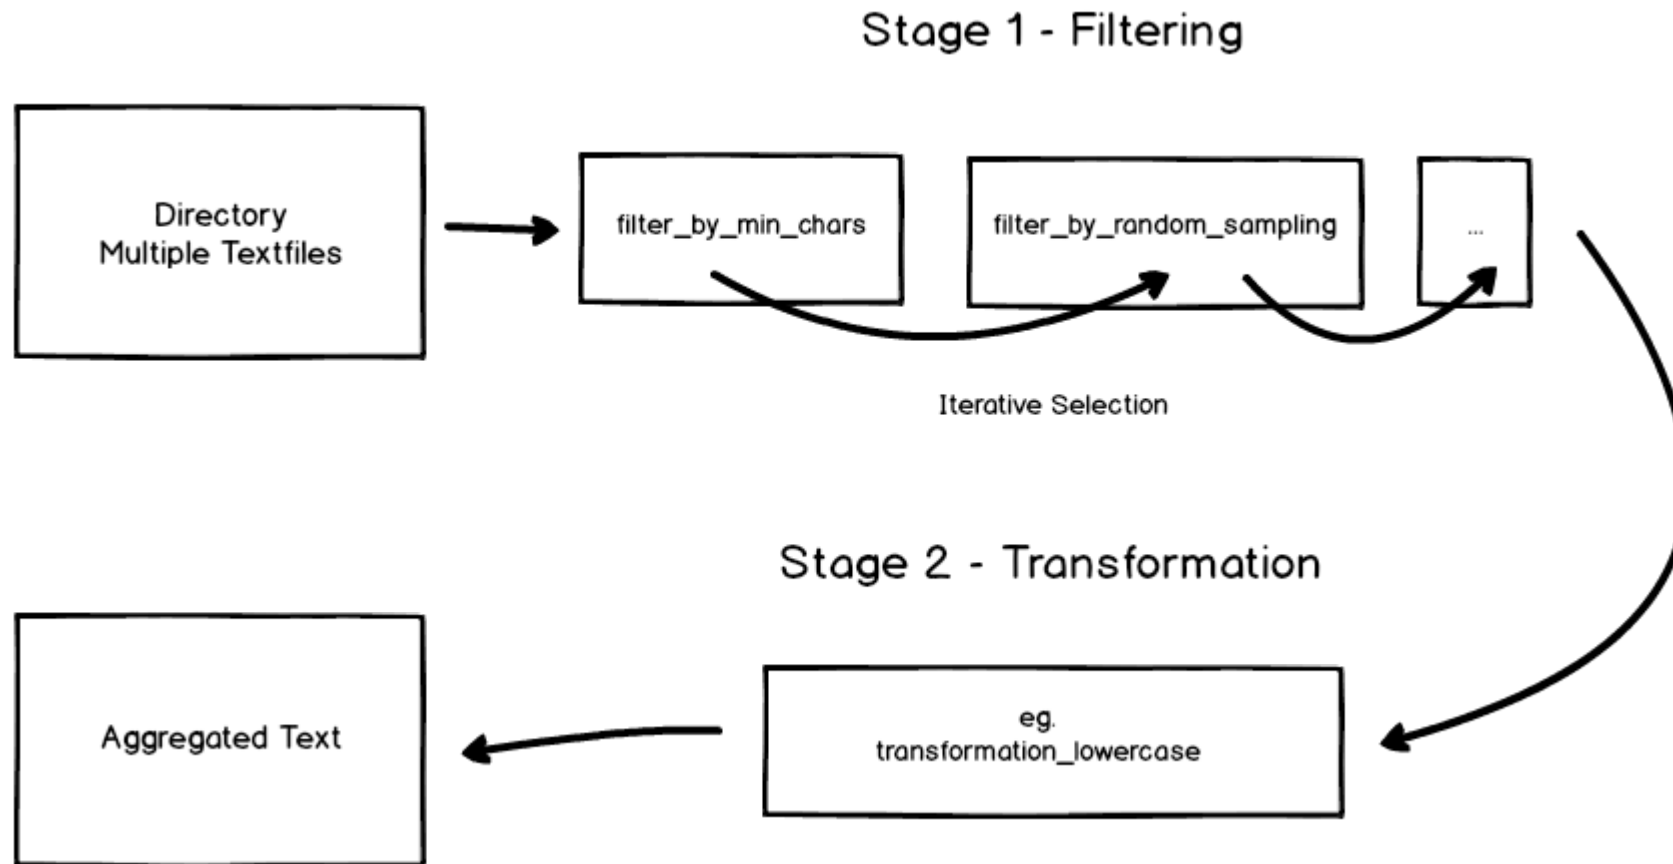 Stage 1 - Filtering
Directory
Multiple Textfiles
filter_by_min_chars
filter_by_random_sampling
...
Iterative Selection
Stage 2 - Transformation
Aggregated Text
eg.
transformation_lowercase